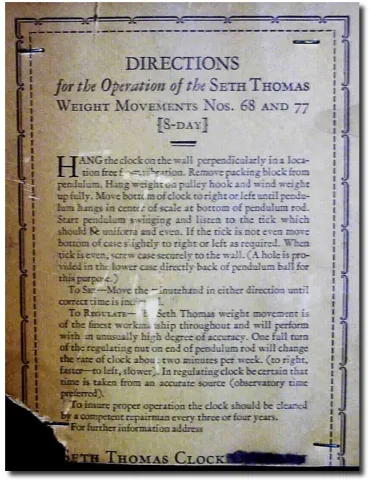 DIRECTIONS
for the Operation of the SETH THOMAS
WEIGHT MOVEMENTS NOS. 68 AND 77
[8-DAY]
HANG the clock on the wall perpendicularly in a loca-
tion free from vibration. Remove packing block from
pendulum. Hang weight on pulley hook and wind weight
up fully. Move bottom of clock to right or left until pendu-
lum hangs in center of scale at bottom of pendulum rod.
Start pendulum swinging and listen to the tick which
should be uniform and even. If the tick is not even move
bottom of case slightly to right or left as required. When
tick is even, screw case securely to the wall. (A hole is pro-
vided in the lower case directly back of pendulum ball for
this purpose.)
To SET—Move the minutehand in either direction until
correct time is
To REGULATE— Seth Thomas weight movement is
of the finest workmanship throughout and will perform
with an unusually high degree of accuracy. One full turn
of the regulating nut on end of pendulum rod will change
the rate of clock about two minutes per week. (to right,
faster—to left, slower). In regulating clock be certain that
time is taken from an accurate source (observatory time
preferred).
To insure proper operation the clock should be cleaned
by a competent repairman every three or four years.
For further information address
SETH THOMAS CLOCK